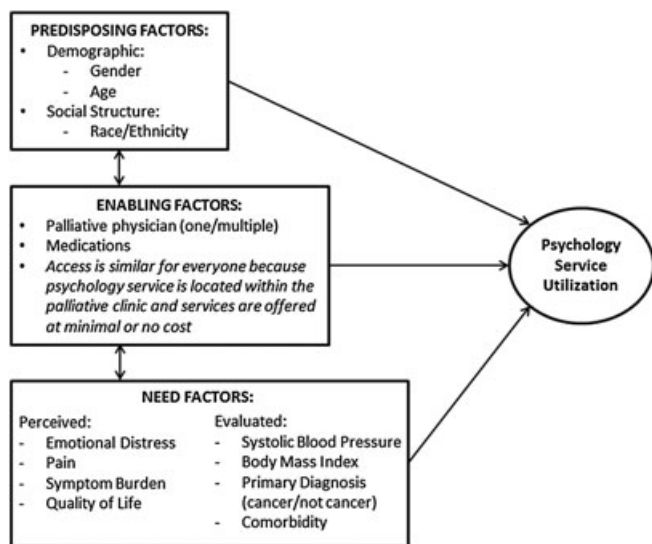 PREDISPOSING FACTORS:
• Demographic:
- Gender
- Age
• Social Structure:
- Race/Ethnicity
ENABLING FACTORS:
• Palliative physician (one/multiple)
• Medications
• Access is similar for everyone because
psychology service is located within the
palliative clinic and services are offered
at minimal or no cost
NEED FACTORS:
Perceived:
- Emotional Distress
- Pain
- Symptom Burden
- Quality of Life
Evaluated:
- Systolic Blood Pressure
- Body Mass Index
- Primary Diagnosis
(cancer/not cancer)
- Comorbidity
Psychology
Service
Utilization